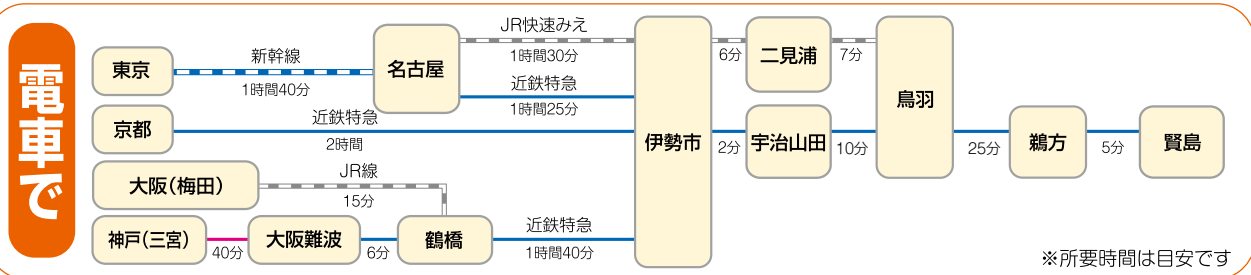 電車で
東京
新幹線
1時間40分
名古屋
JR快速みえ
1時間30分
近鉄特急
1時間25分
京都
近鉄特急
2時間
大阪(梅田)
JR線
15分
神戸(三宮)
40分
大阪難波
6分
鶴橋
近鉄特急
1時間40分
伊勢市
6分
二見浦
7分
2分
宇治山田
10分
鳥羽
25分
鵜方
5分
賢島
※所要時間は目安です